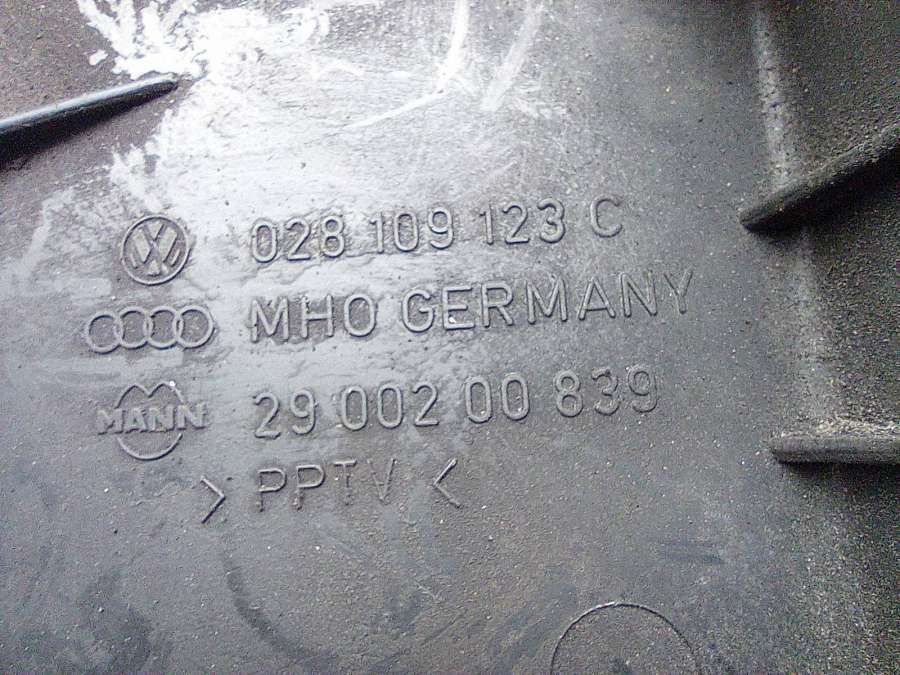 028 109 123 C
MHO GERMANY
MANN
29 002 00 839
> PPTV <